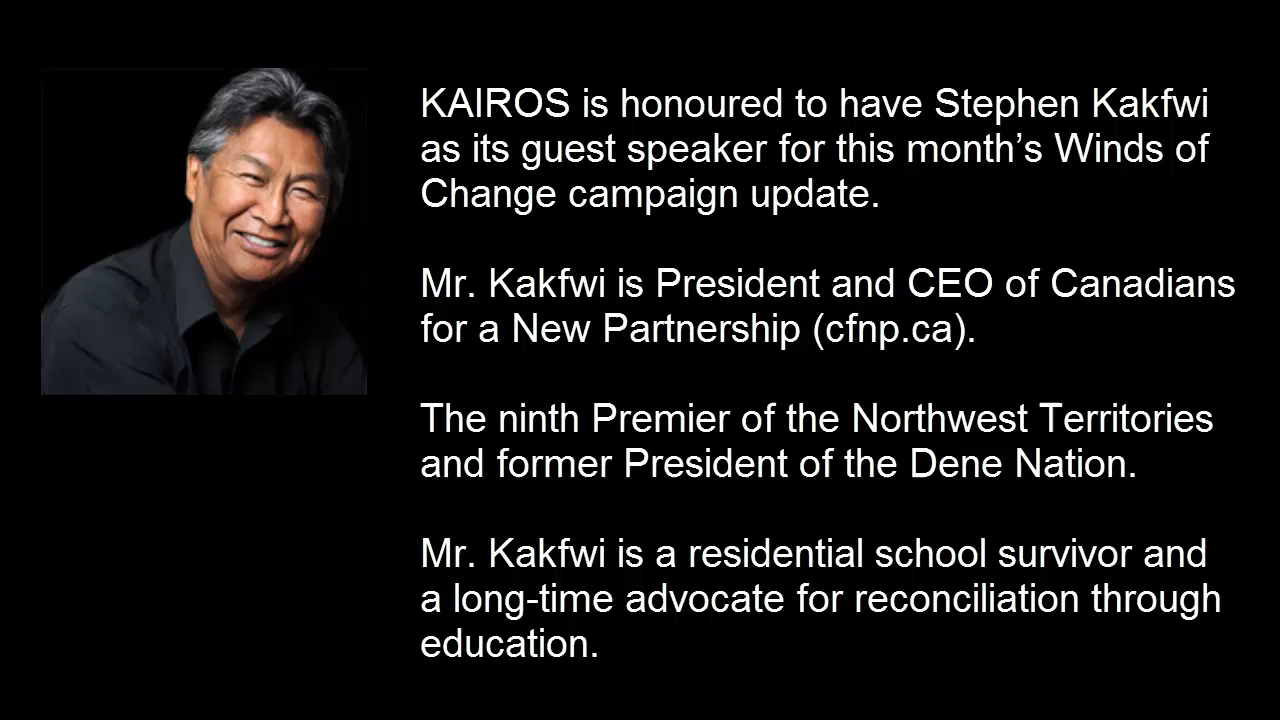 KAIROS is honoured to have Stephen Kakfwi
as its guest speaker for this month’s Winds of
Change campaign update.
Mr. Kakfwi is President and CEO of Canadians
for a New Partnership (cfnp.ca).
The ninth Premier of the Northwest Territories
and former President of the Dene Nation.
Mr. Kakfwi is a residential school survivor and
a long-time advocate for reconciliation through
education.